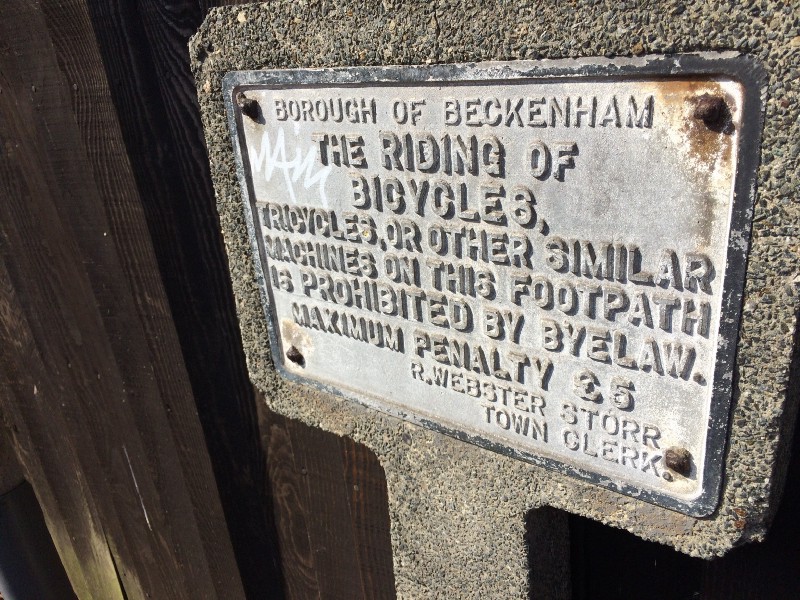 BOROUGH OF BECKENHAM
THE RIDING OF
BICYCLES,
TRICYCLES, OR OTHER SIMILAR
MACHINES ON THIS FOOTPATH
IS PROHIBITED BY BYELAW.
MAXIMUM PENALTY £5
R. WEBSTER STORR
TOWN CLERK.